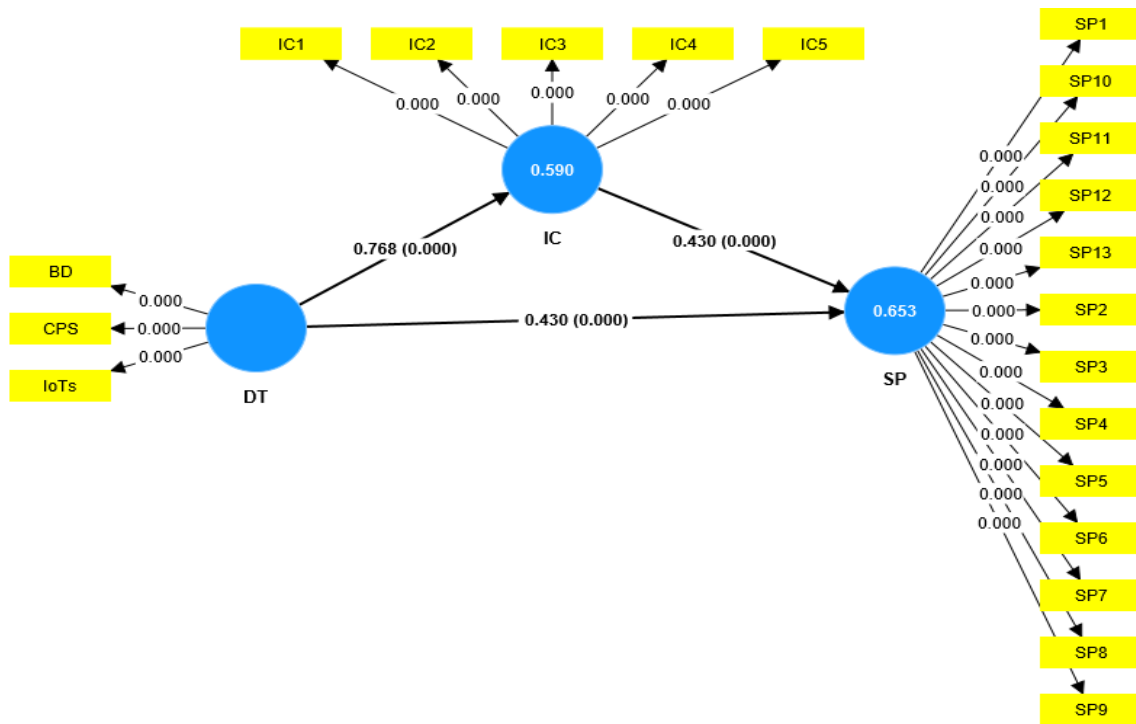 IC1 IC2 IC3 IC4 IC5
0.000 0.000 0.000 0.000 0.000
0.590
IC
0.768 (0.000)
0.430 (0.000)
0.430 (0.000)
BD
CPS
IoTs
0.000
0.000
0.000
DT
0.653
SP
0.000
0.000
0.000
0.000
0.000
0.000
0.000
0.000
0.000
0.000
0.000
0.000
0.000
SP1
SP10
SP11
SP12
SP13
SP2
SP3
SP4
SP5
SP6
SP7
SP8
SP9